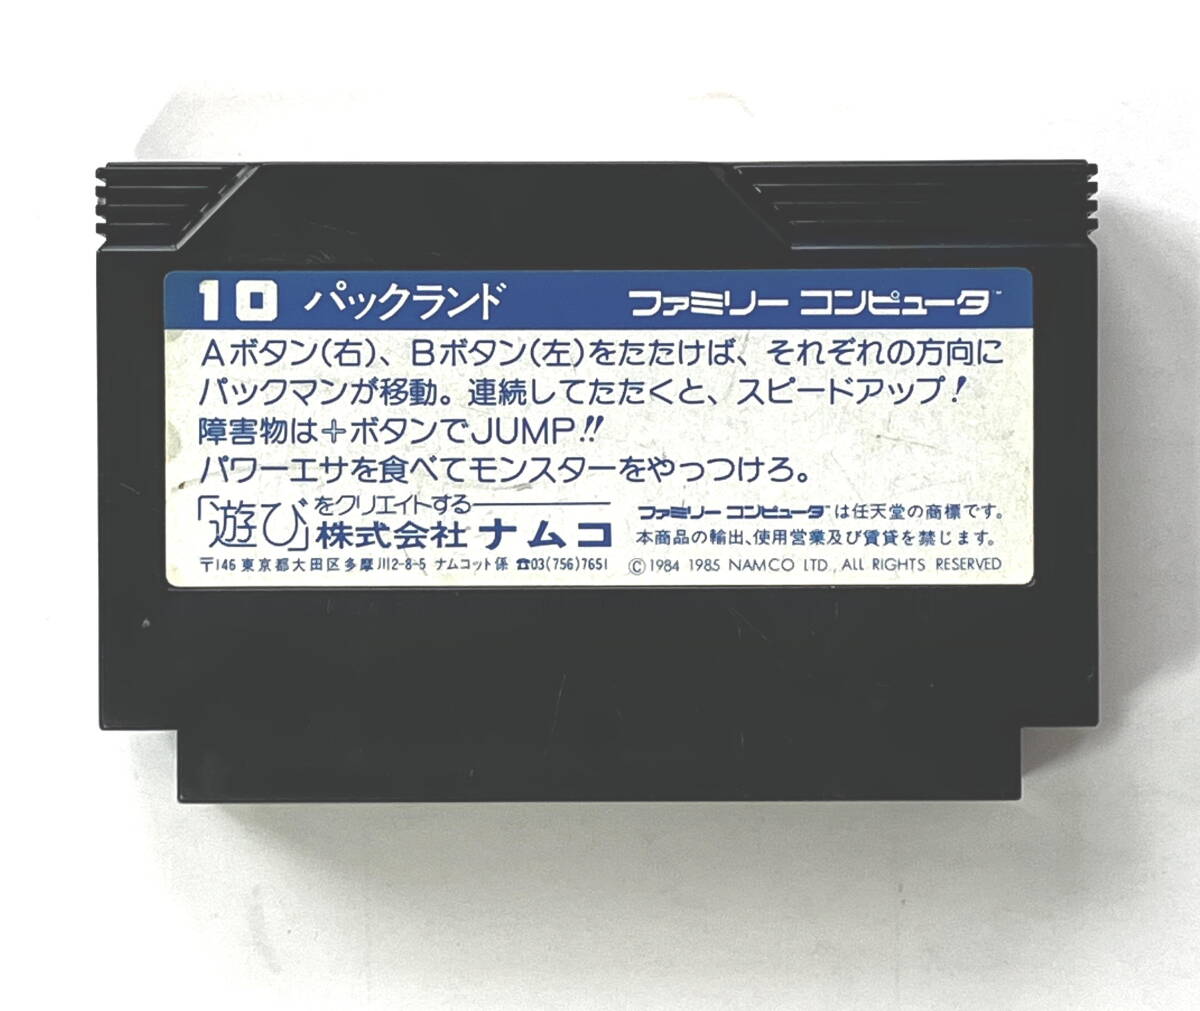 10 パックランド ファミリー コンピュータ™
Aボタン(右)、Bボタン(左)をたたけば、それぞれの方向に
パックマンが移動。連続してたたくと、スピードアップ!
障害物は✛ボタンでJUMP!!
パワーエサを食べてモンスターをやっつけろ。
「遊び」をクリエイトする
株式会社 ナムコ
〒146 東京都大田区多摩川2-8-5 ナムコット係 ☎03(756)7651
ファミリー コンピュータ™は任天堂の商標です。
本商品の輸出、使用営業及び賃貸を禁じます。
©1984 1985 NAMCO LTD., ALL RIGHTS RESERVED